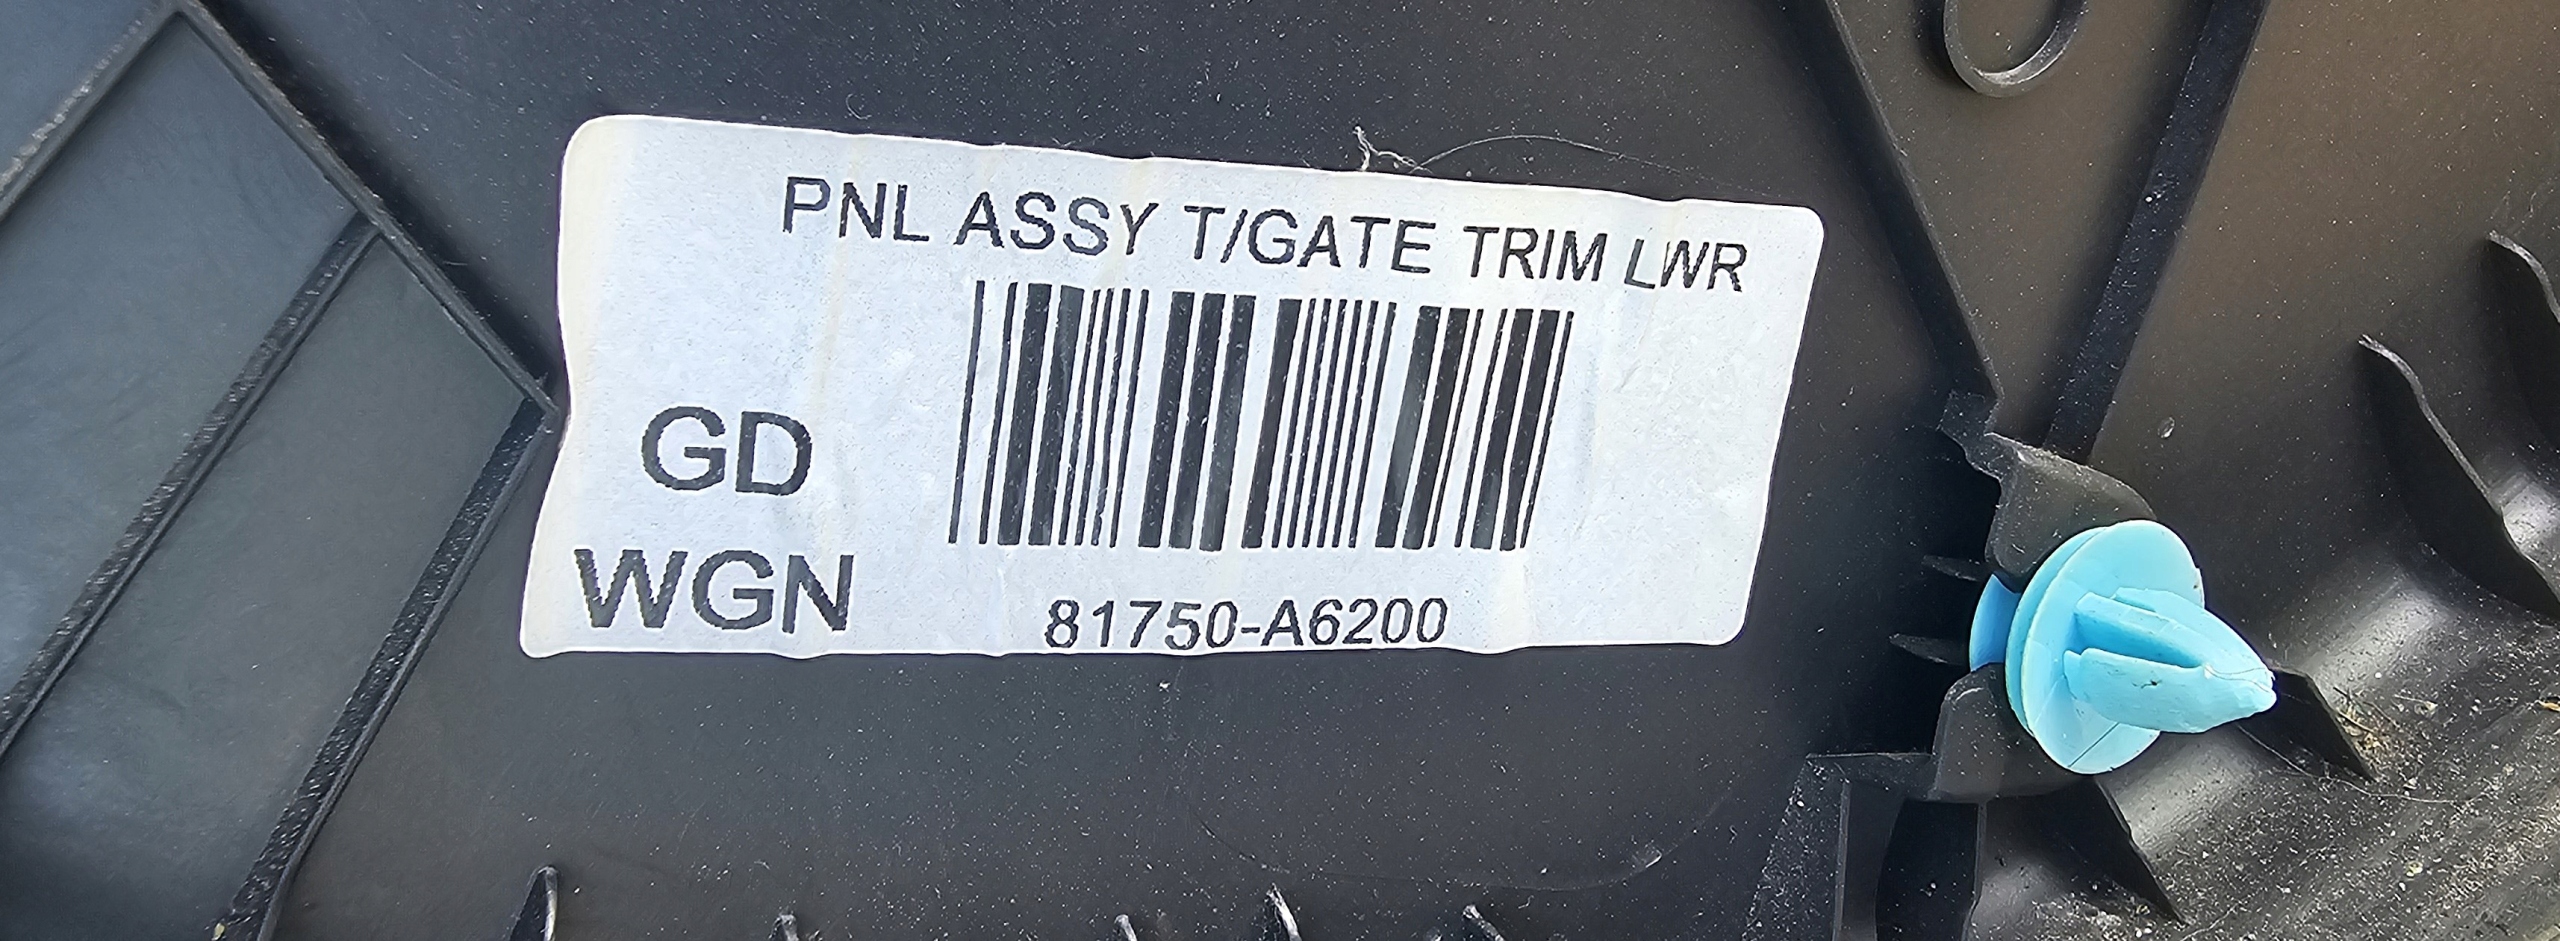 PNL ASSY T/GATE TRIM LWR
GD
WGN
81750-A6200